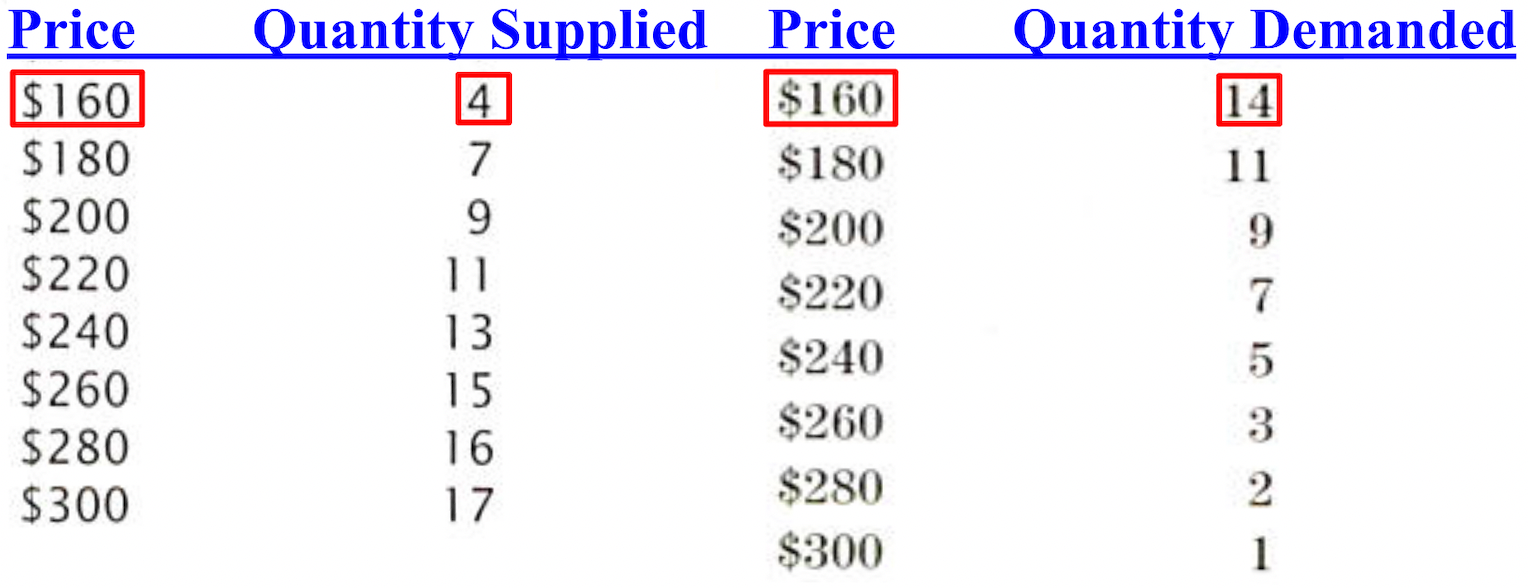 Price Quantity Supplied Price Quantity Demanded
$160 4 $160 14
$180 7 $180 11
$200 9 $200 9
$220 11 $220 7
$240 13 $240 5
$260 15 $260 3
$280 16 $280 2
$300 17 $300 1